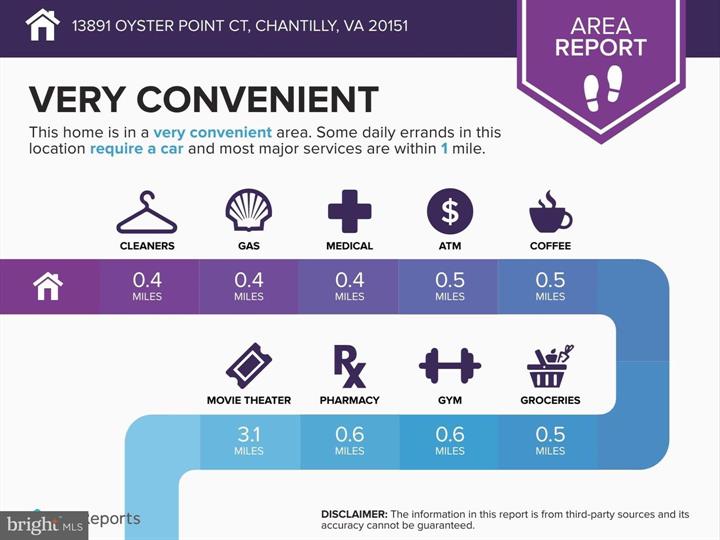 13891 OYSTER POINT CT, CHANTILLY, VA 20151
AREA
REPORT
VERY CONVENIENT
This home is in a very convenient area. Some daily errands in this
location require a car and most major services are within 1 mile.
$
CLEANERS GAS MEDICAL ATM COFFEE
0.4 0.4 0.4 0.5 0.5
MILES MILES MILES MILES MILES
Rx
MOVIE THEATER PHARMACY GYM GROCERIES
3.1 0.6 0.6 0.5
MILES MILES MILES MILES
DISCLAIMER: The information in this report is from third-party sources and its
accuracy cannot be guaranteed.
Reports
bright MLS